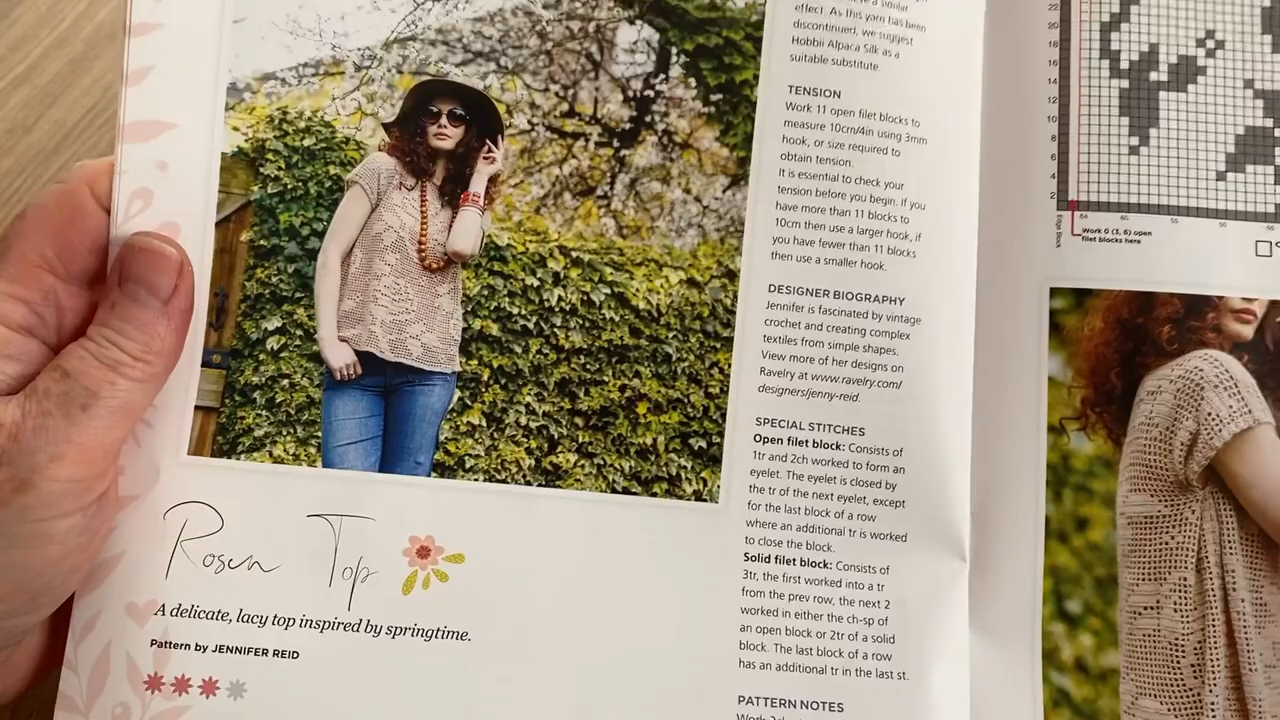 Rosen Top
A delicate, lacy top inspired by springtime.
Pattern by JENNIFER REID
effect. As this yarn has been
discontinued, we suggest
Hobbii Alpaca Silk as a
suitable substitute.
TENSION
Work 11 open filet blocks to
measure 10cm/4in using 3mm
hook, or size required to
obtain tension.
It is essential to check your
tension before you begin. If you
have more than 11 blocks to
10cm then use a larger hook, if
you have fewer than 11 blocks
then use a smaller hook.
DESIGNER BIOGRAPHY
Jennifer is fascinated by vintage
crochet and creating complex
textiles from simple shapes.
View more of her designs on
Ravelry at www.ravelry.com/
designers/jenny-reid.
SPECIAL STITCHES
Open filet block: Consists of
1tr and 2ch worked to form an
eyelet. The eyelet is closed by
the tr of the next eyelet, except
for the last block of a row
where an additional tr is worked
to close the block.
Solid filet block: Consists of
3tr, the first worked into a tr
from the prev row, the next 2
worked in either the ch-sp of
an open block or 2tr of a solid
block. The last block of a row
has an additional tr in the last st.
PATTERN NOTES
22
20
18
16
14
12
10
8
6
4
2
64
60
55
50
Edge Block
Work 0 (3, 6) open
filet blocks here